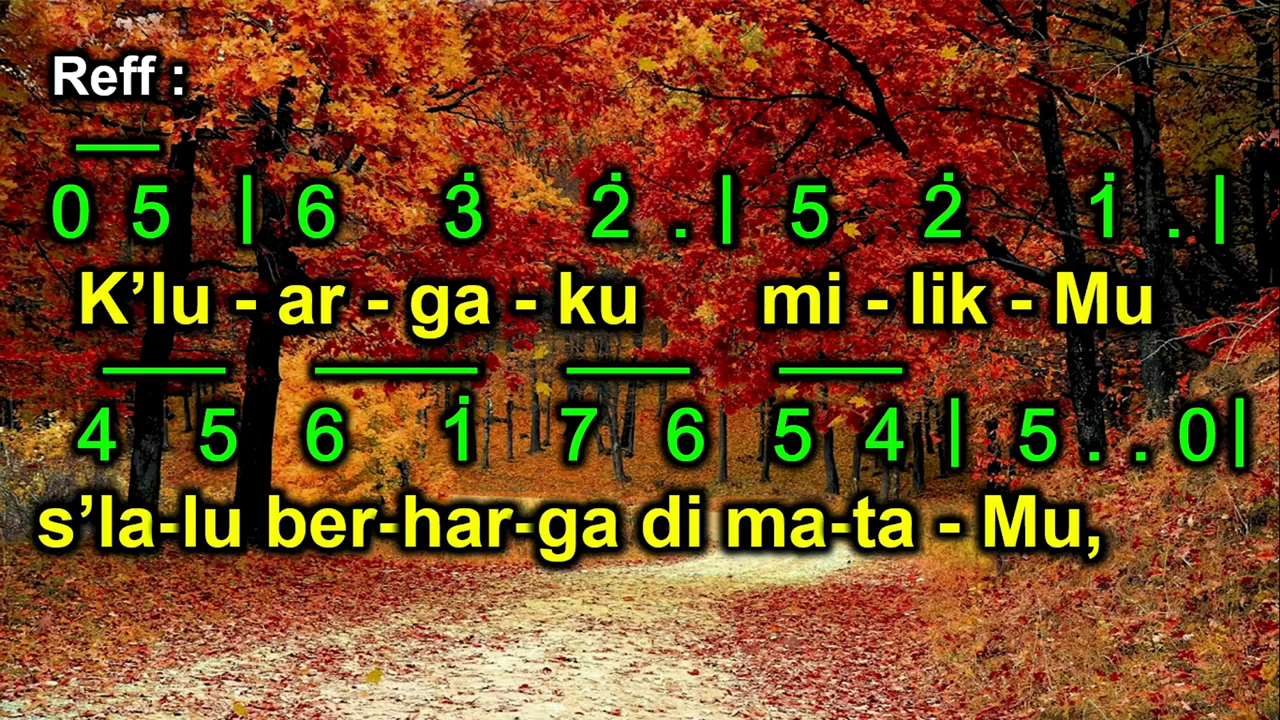 Reff :
0 5 | 6 3̇ 2̇ . | 5 2̇ 1̇ . |
K’lu - ar - ga - ku mi - lik - Mu
4 5 6 1̇ 7 6 5 4 | 5 . . 0 |
s’la-lu ber-har-ga di ma-ta - Mu,